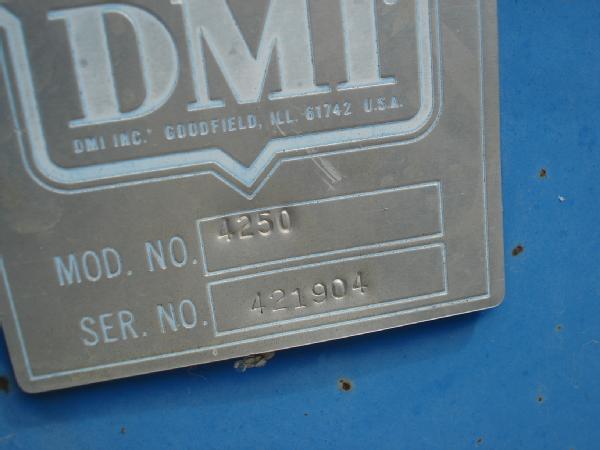 DMI
DMI INC. GOODFIELD, ILL. 61742 U.S.A.
MOD. NO. 4250
SER. NO. 421904